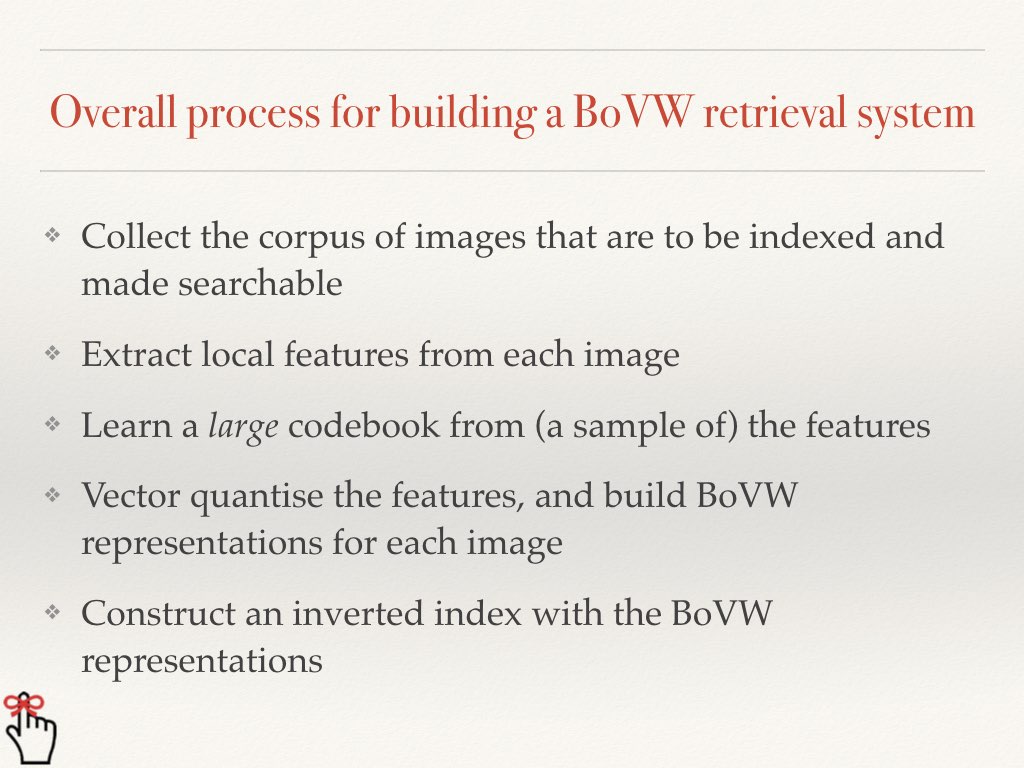 Overall process for building a BoVW retrieval system
❖ Collect the corpus of images that are to be indexed and
made searchable
❖ Extract local features from each image
❖ Learn a large codebook from (a sample of) the features
❖ Vector quantise the features, and build BoVW
representations for each image
❖ Construct an inverted index with the BoVW
representations